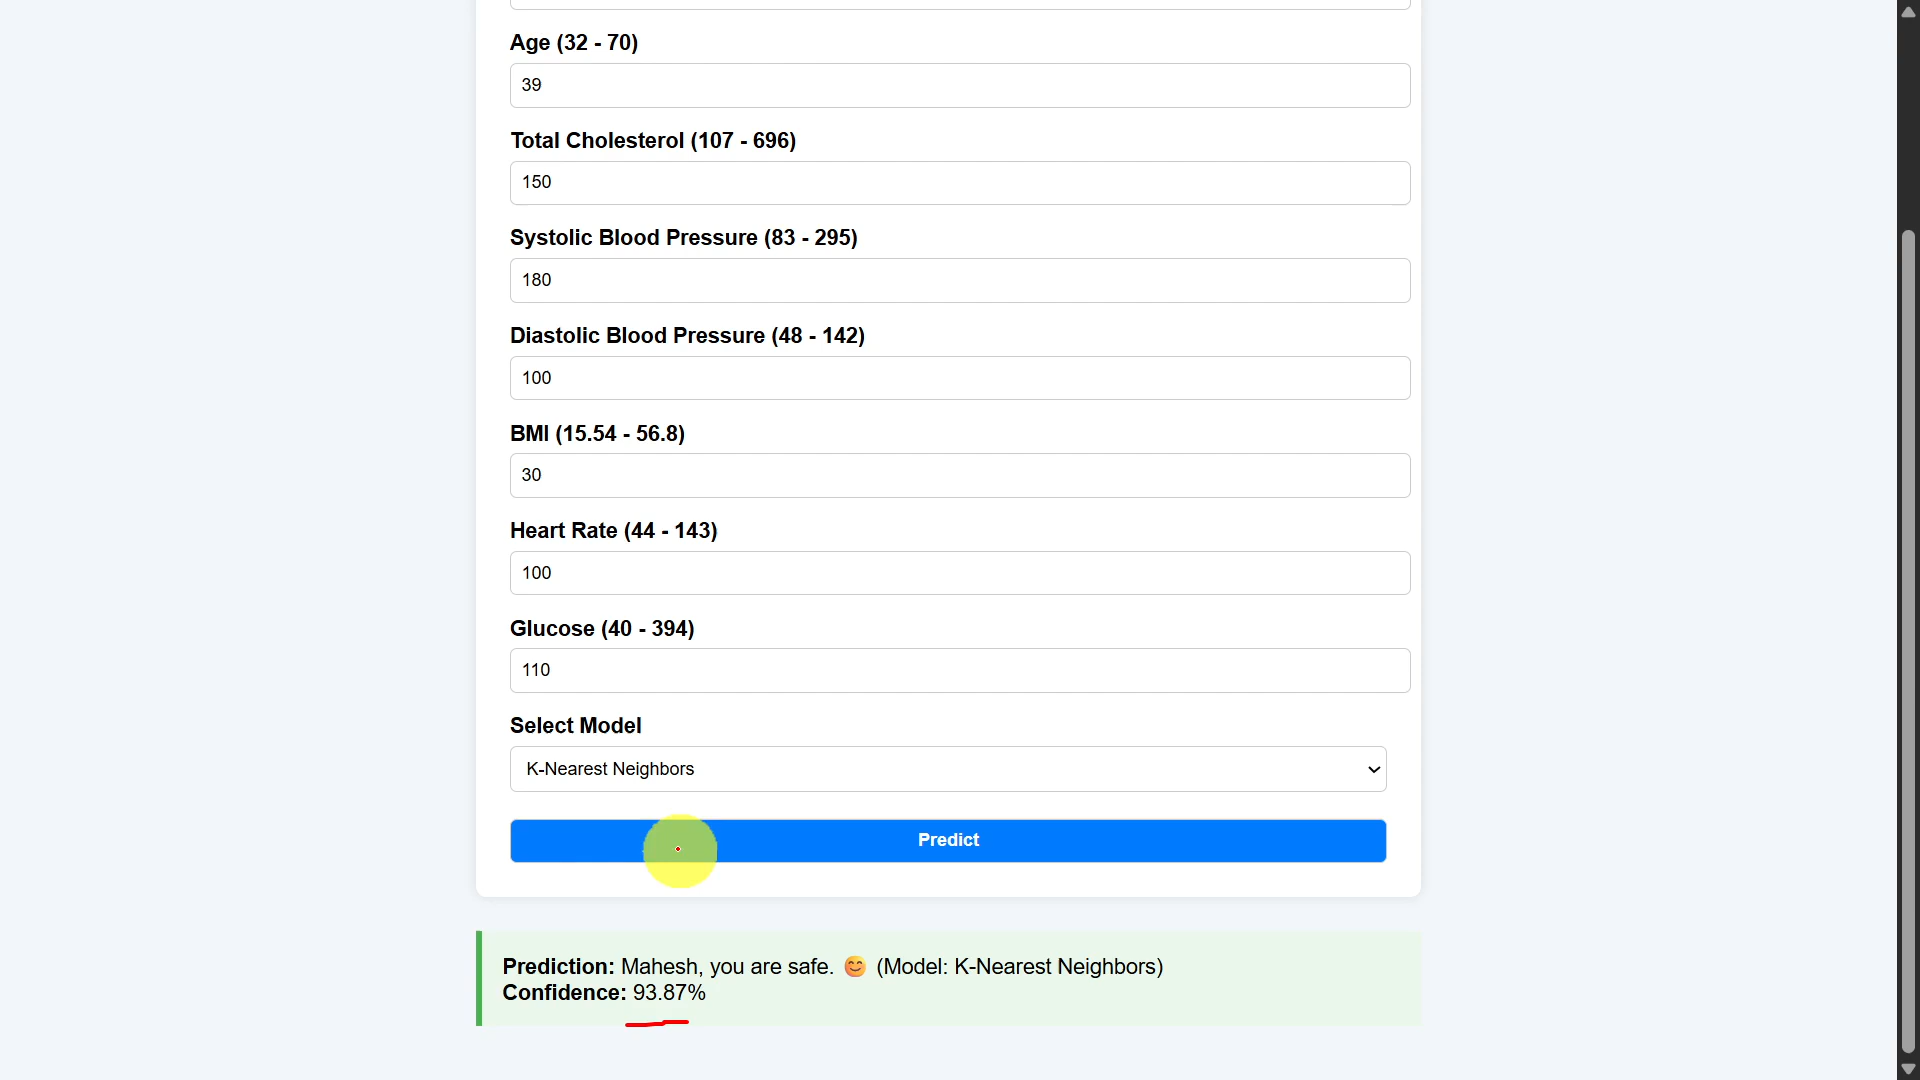 Age (32 - 70)
39
Total Cholesterol (107 - 696)
150
Systolic Blood Pressure (83 - 295)
180
Diastolic Blood Pressure (48 - 142)
100
BMI (15.54 - 56.8)
30
Heart Rate (44 - 143)
100
Glucose (40 - 394)
110
Select Model
K-Nearest Neighbors
Predict
Prediction: Mahesh, you are safe. 😊 (Model: K-Nearest Neighbors)
Confidence: 93.87%